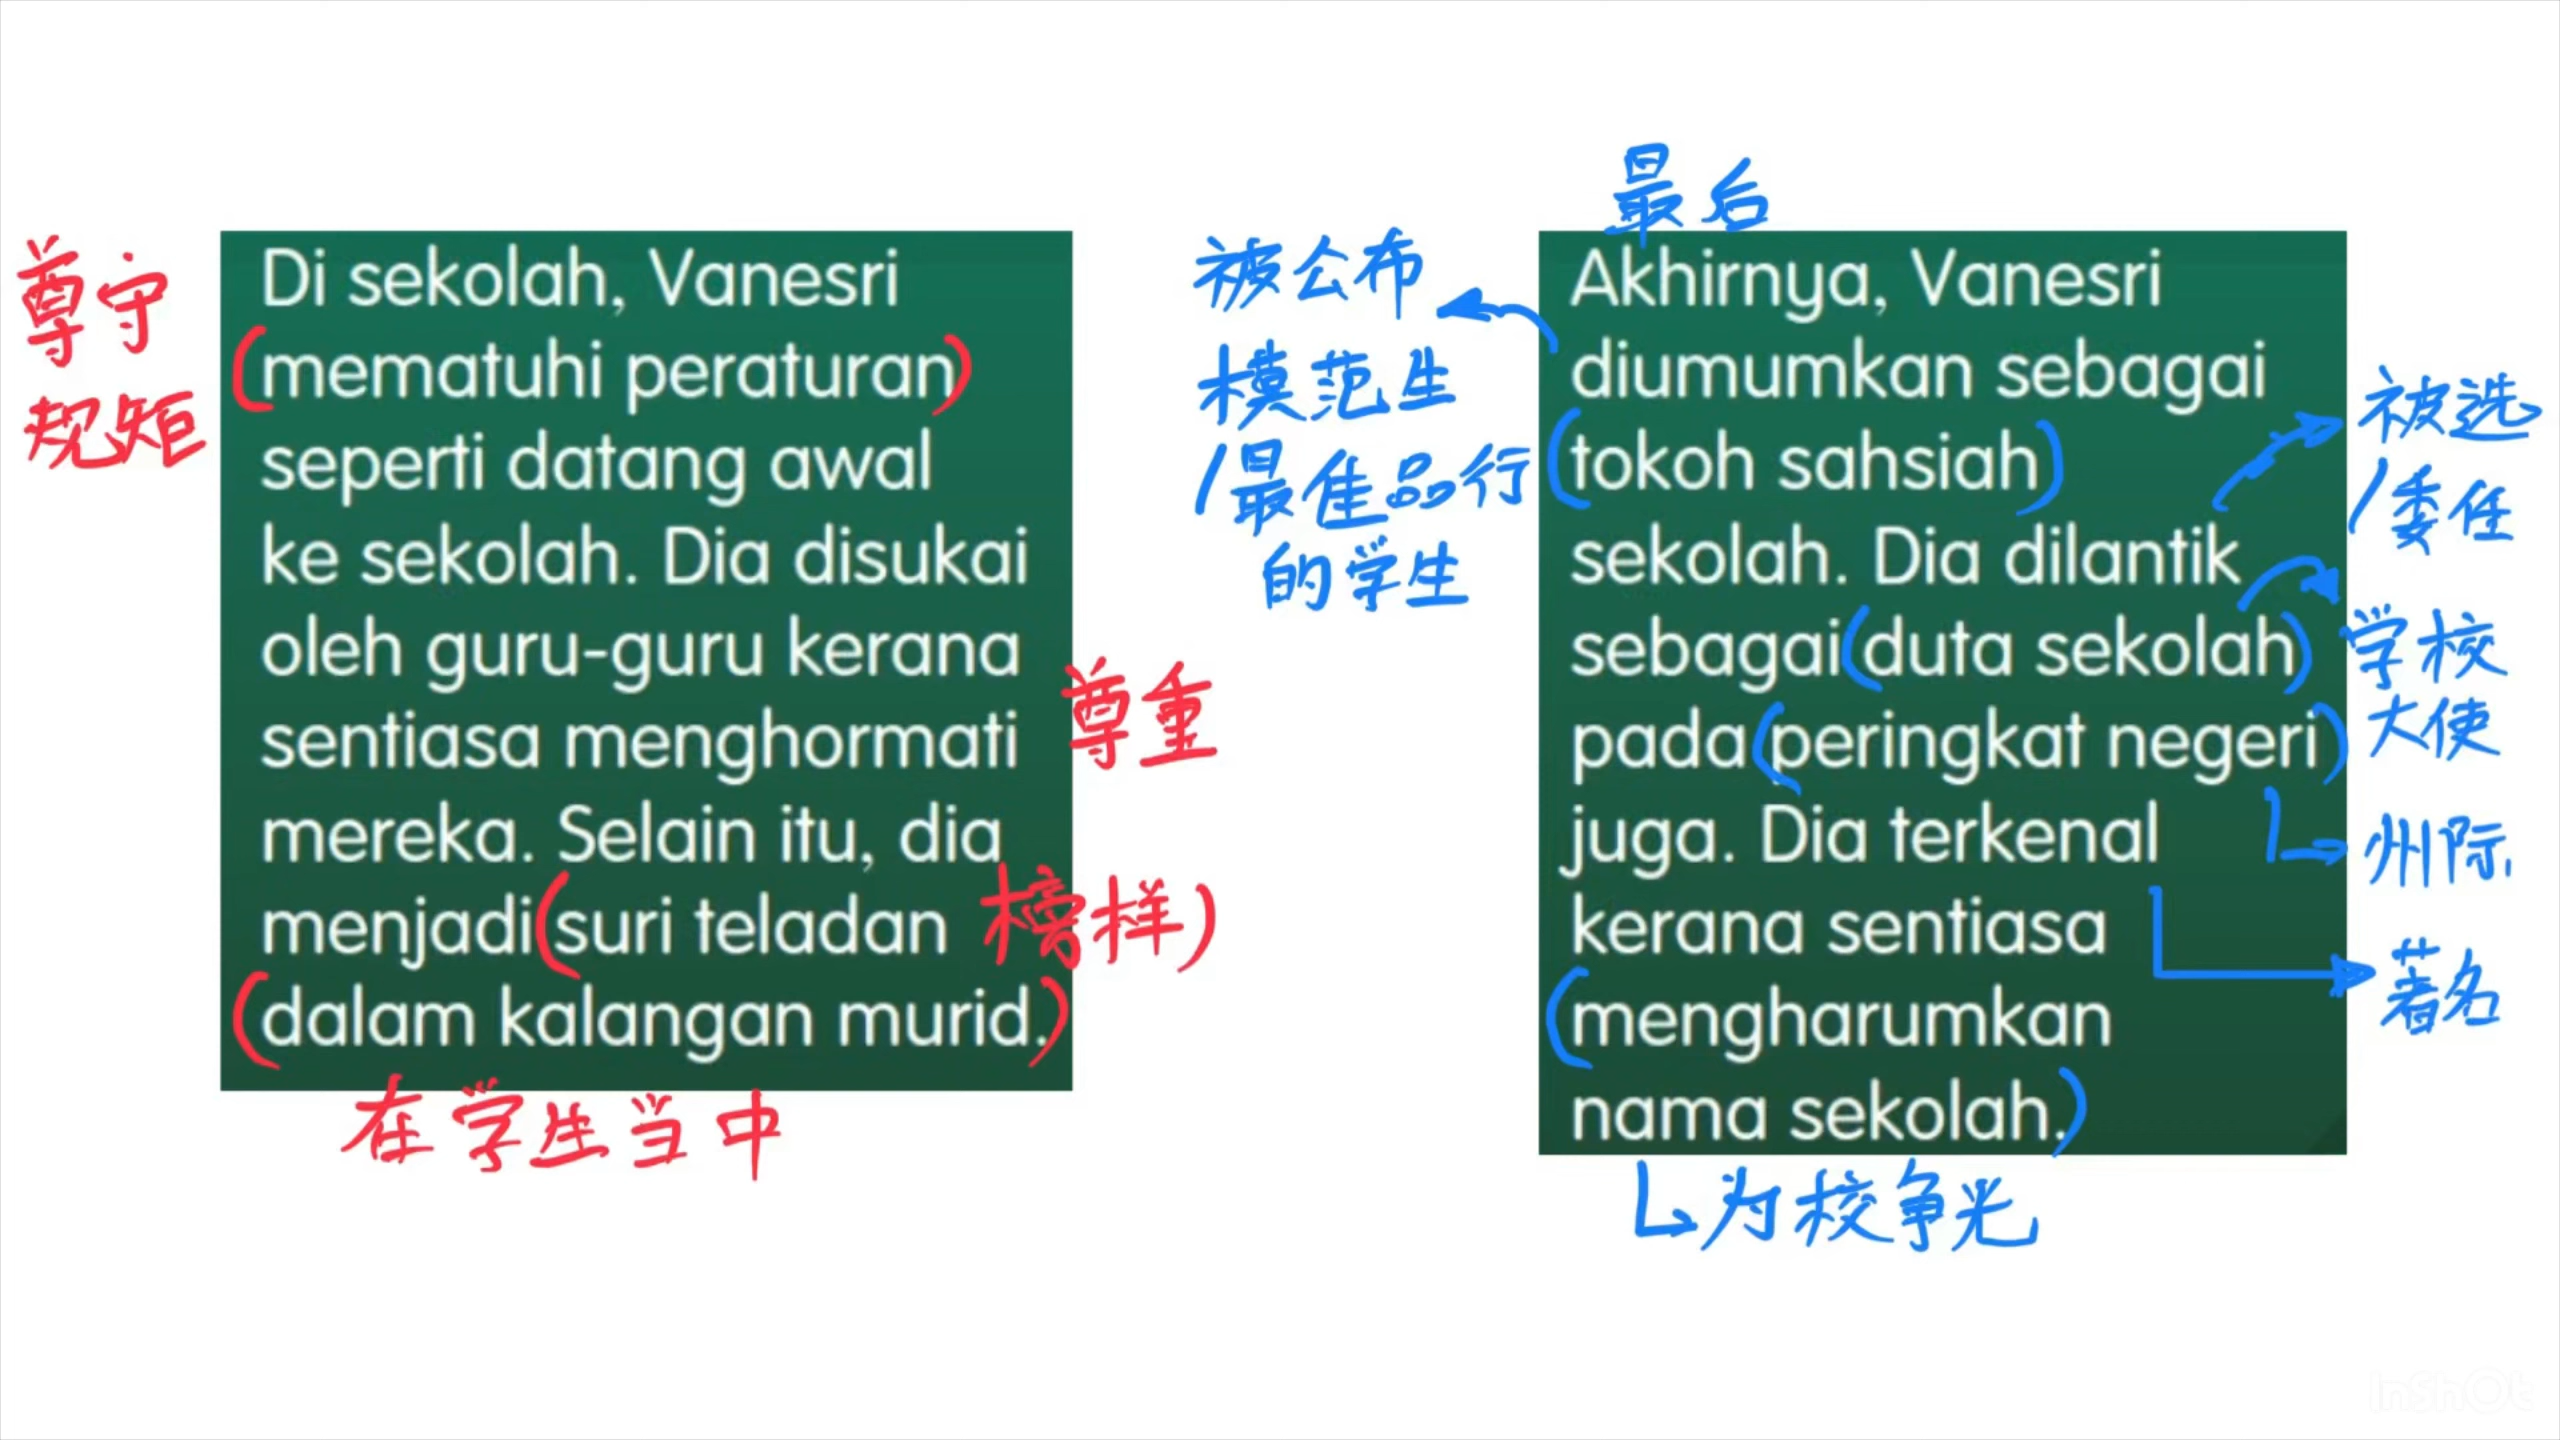 尊守
规矩
Di sekolah, Vanesri
(mematuhi peraturan)
seperti datang awal
ke sekolah. Dia disukai
oleh guru-guru kerana
sentiasa menghormati
尊重
mereka. Selain itu, dia
menjadi (suri teladan 榜样)
(dalam kalangan murid.)
在学生当中
最后
被公布
模范生
/最佳品行
的学生
Akhirnya, Vanesri
diumumkan sebagai
(tokoh sahsiah)
sekolah. Dia dilantik
sebagai (duta sekolah)
pada (peringkat negeri)
juga. Dia terkenal
kerana sentiasa
(mengharumkan
nama sekolah.)
为校争光
被选
/委任
学校
大使
州际
著名
InShOt